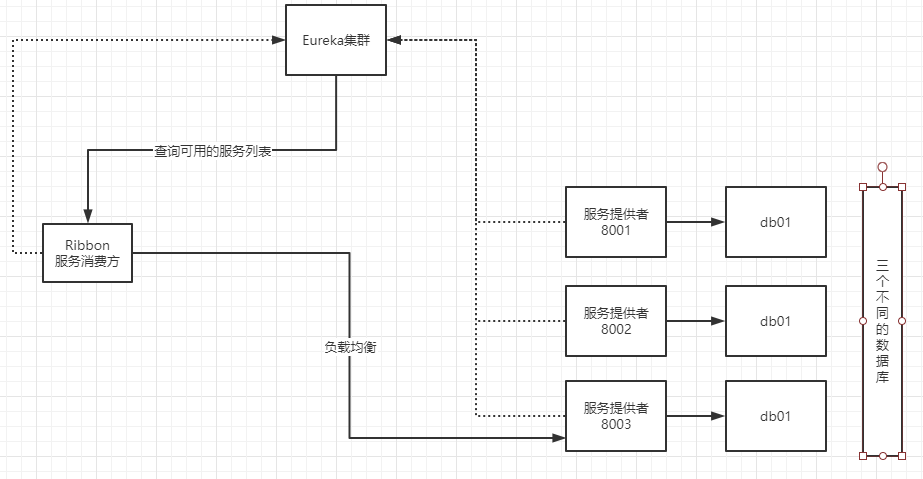 Eureka集群
查询可用的服务列表
Ribbon
服务消费方
负载均衡
服务提供者
8001
db01
服务提供者
8002
db01
服务提供者
8003
db01
三个不同的数据库